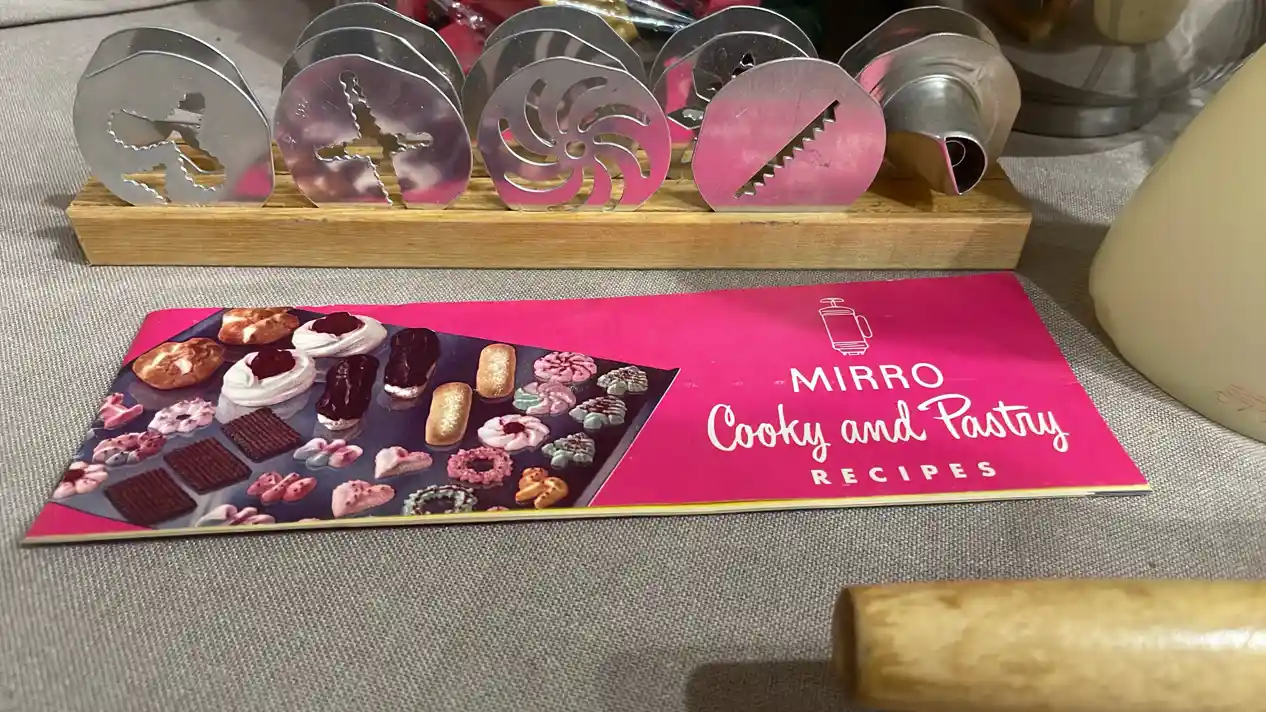 MIRRO
Cooky and Pastry
RECIPES